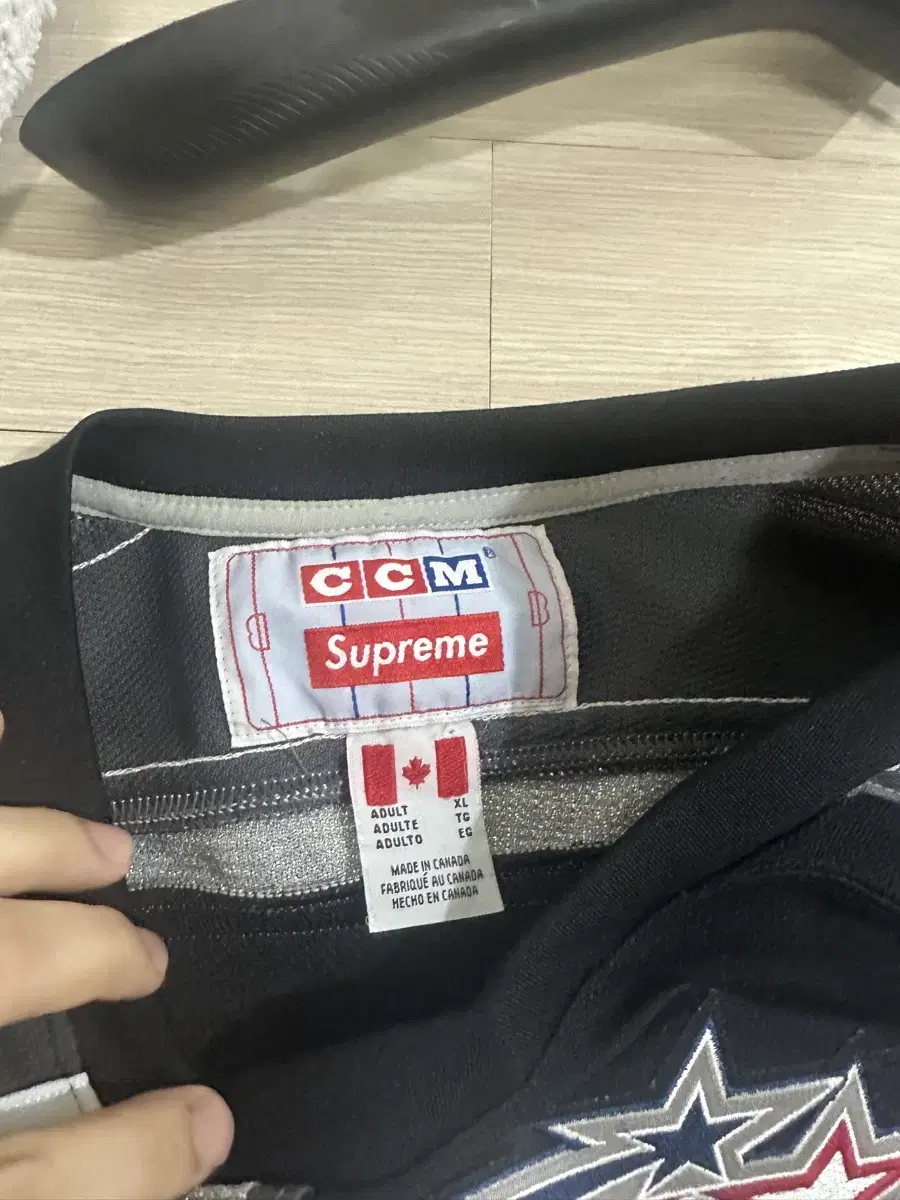 CCM®
Supreme
ADULT XL
ADULTE TG
ADULTO EG
MADE IN CANADA
FABRIQUÉ AU CANADA
HECHO EN CANADA